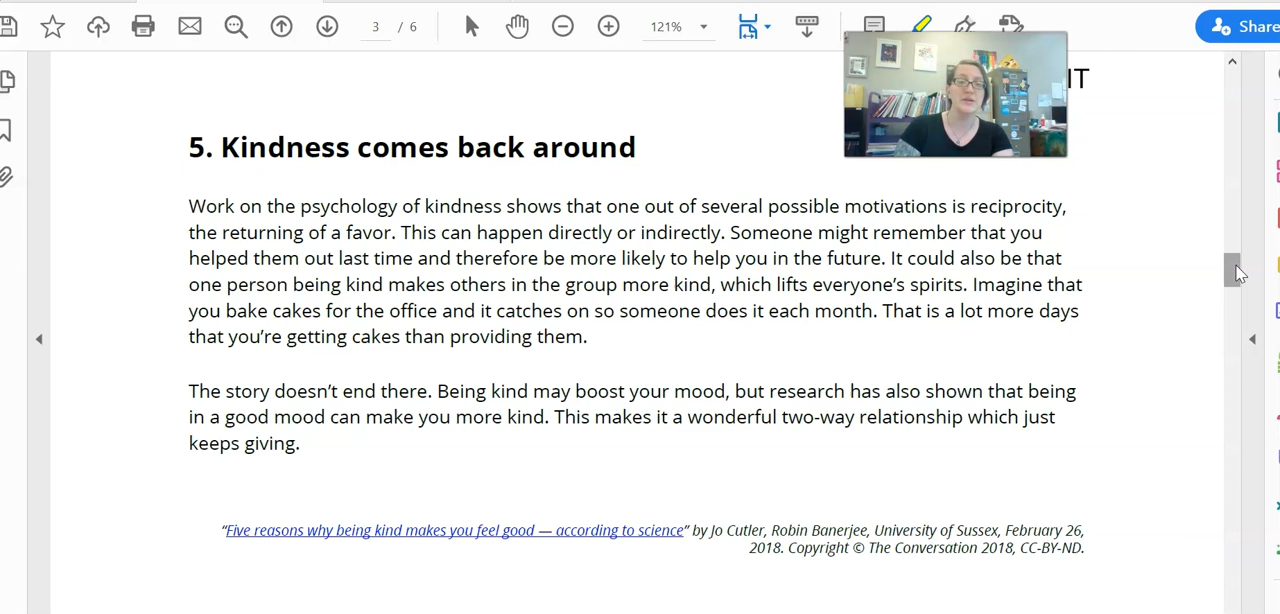 3 / 6
121%
Share
IT
5. Kindness comes back around
Work on the psychology of kindness shows that one out of several possible motivations is reciprocity,
the returning of a favor. This can happen directly or indirectly. Someone might remember that you
helped them out last time and therefore be more likely to help you in the future. It could also be that
one person being kind makes others in the group more kind, which lifts everyone’s spirits. Imagine that
you bake cakes for the office and it catches on so someone does it each month. That is a lot more days
that you’re getting cakes than providing them.
The story doesn’t end there. Being kind may boost your mood, but research has also shown that being
in a good mood can make you more kind. This makes it a wonderful two-way relationship which just
keeps giving.
“Five reasons why being kind makes you feel good — according to science” by Jo Cutler, Robin Banerjee, University of Sussex, February 26,
2018. Copyright © The Conversation 2018, CC-BY-ND.